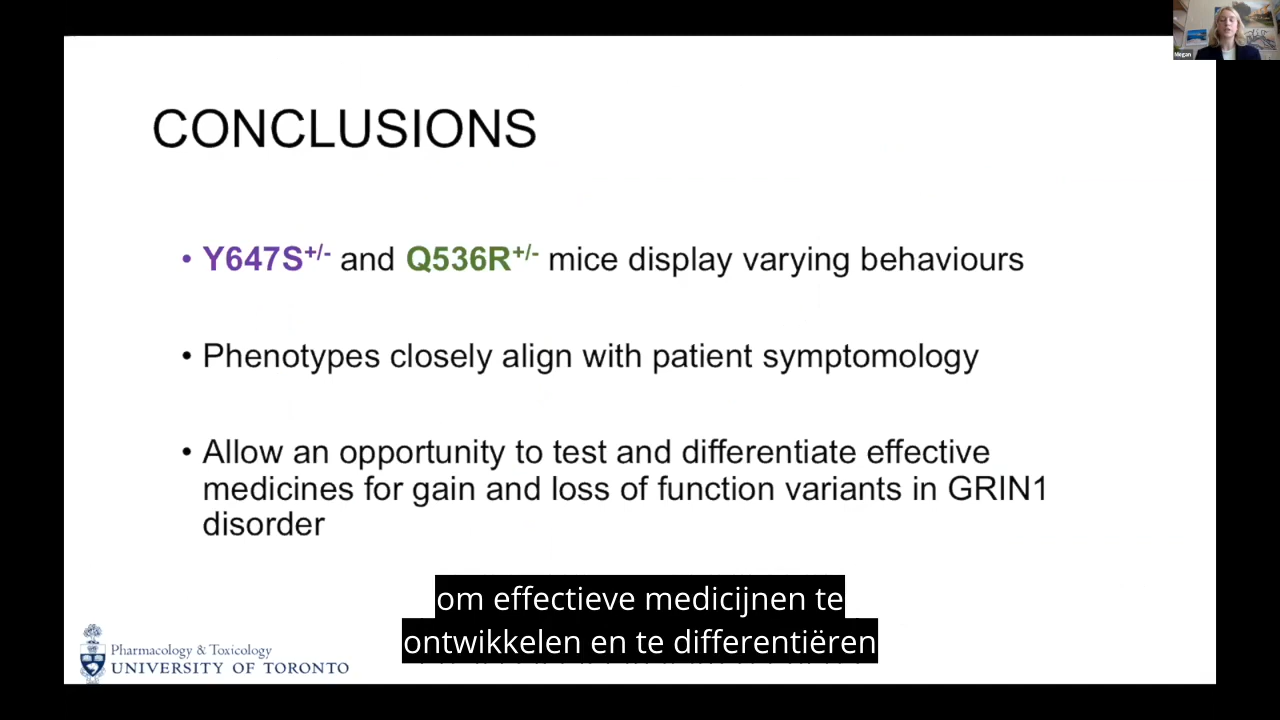 Megan
CONCLUSIONS
• Y647S+/- and Q536R+/- mice display varying behaviours
• Phenotypes closely align with patient symptomology
• Allow an opportunity to test and differentiate effective
medicines for gain and loss of function variants in GRIN1
disorder
om effectieve medicijnen te
ontwikkelen en te differentiëren
Pharmacology & Toxicology
UNIVERSITY OF TORONTO